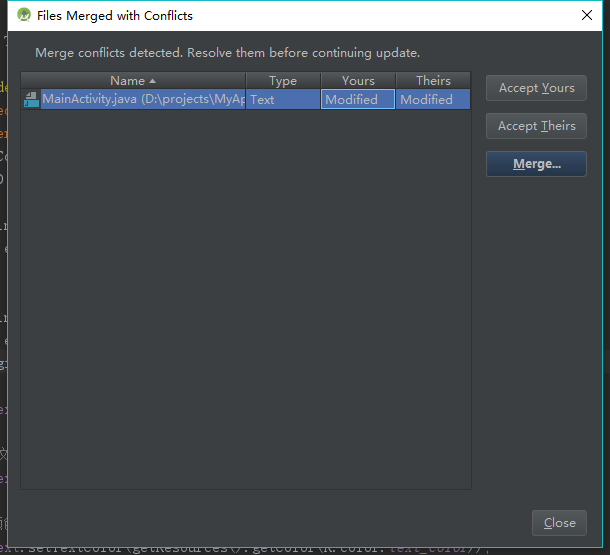 Files Merged with Conflicts
Merge conflicts detected. Resolve them before continuing update.
Name Type Yours Theirs
MainActivity.java (D:\projects\MyAp Text Modified Modified
Accept Yours
Accept Theirs
Merge...
Close
ext.setTextColor(getResources().getColor(R.color.text_color));